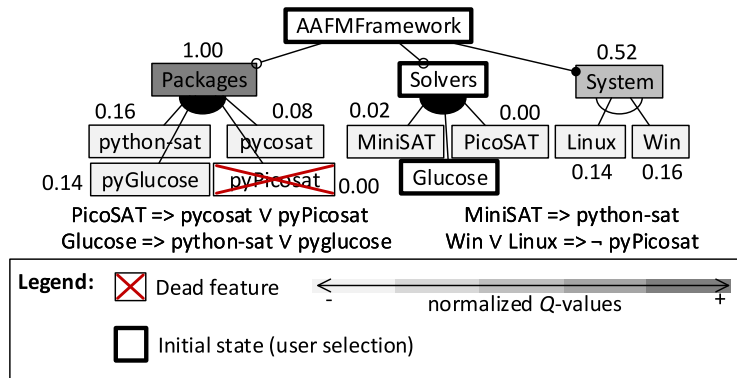 AAFMFramework
1.00
0.52
Packages
Solvers
System
0.16
0.08
0.02
0.00
python-sat
pycosat
MiniSAT
PicoSAT
Linux
Win
0.14
pyGlucose
pyPicosat
0.00
Glucose
0.14
0.16
PicoSAT => pycosat ∨ pyPicosat
MiniSAT => python-sat
Glucose => python-sat ∨ pyglucose
Win ∨ Linux => ¬ pyPicosat
Legend:
Dead feature
-
+
normalized Q-values
Initial state (user selection)